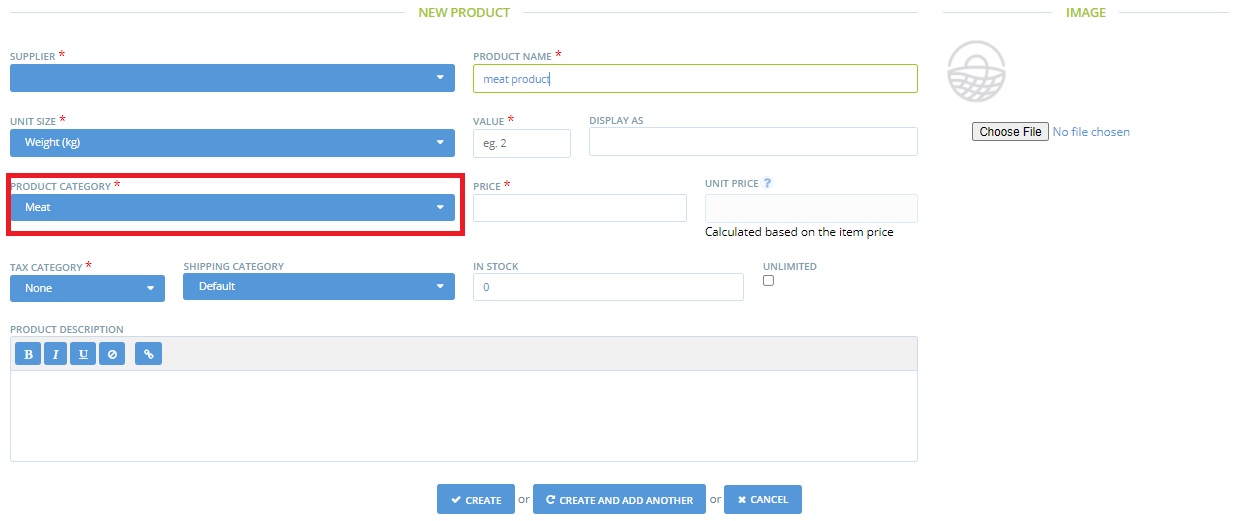 NEW PRODUCT
IMAGE
SUPPLIER *
PRODUCT NAME *
meat product
Choose File No file chosen
UNIT SIZE *
VALUE *
DISPLAY AS
Weight (kg)
eg. 2
PRODUCT CATEGORY *
PRICE *
UNIT PRICE ?
Meat
Calculated based on the item price
TAX CATEGORY *
SHIPPING CATEGORY
IN STOCK
UNLIMITED
None
Default
0
PRODUCT DESCRIPTION
B I U
CREATE or CREATE AND ADD ANOTHER or CANCEL